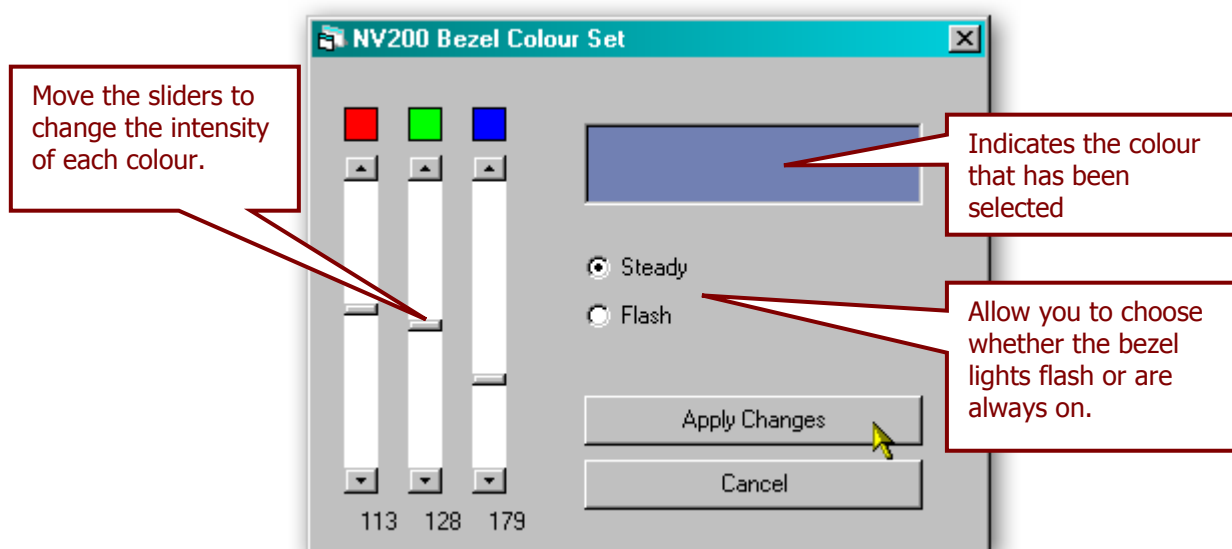 NV200 Bezel Colour Set
Move the sliders to
change the intensity
of each colour.
Indicates the colour
that has been
selected
Steady
Flash
Allow you to choose
whether the bezel
lights flash or are
always on.
Apply Changes
Cancel
113 128 179